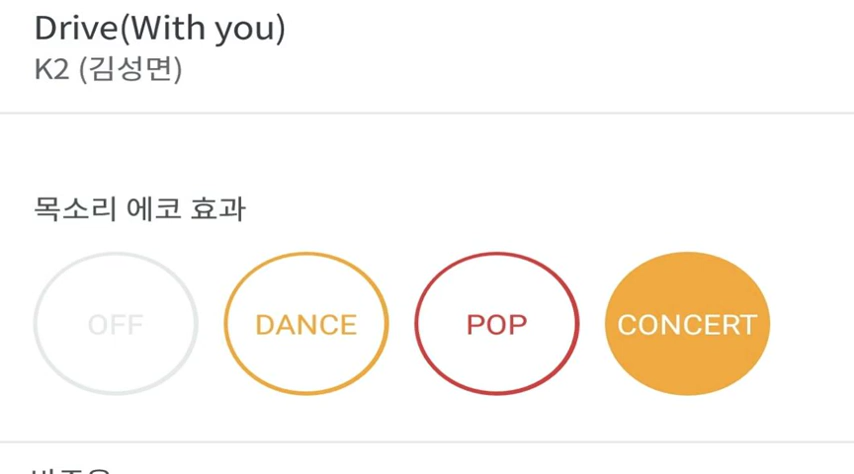 Drive(With you)
K2 (김성면)
목소리 에코 효과
OFF
DANCE
POP
CONCERT